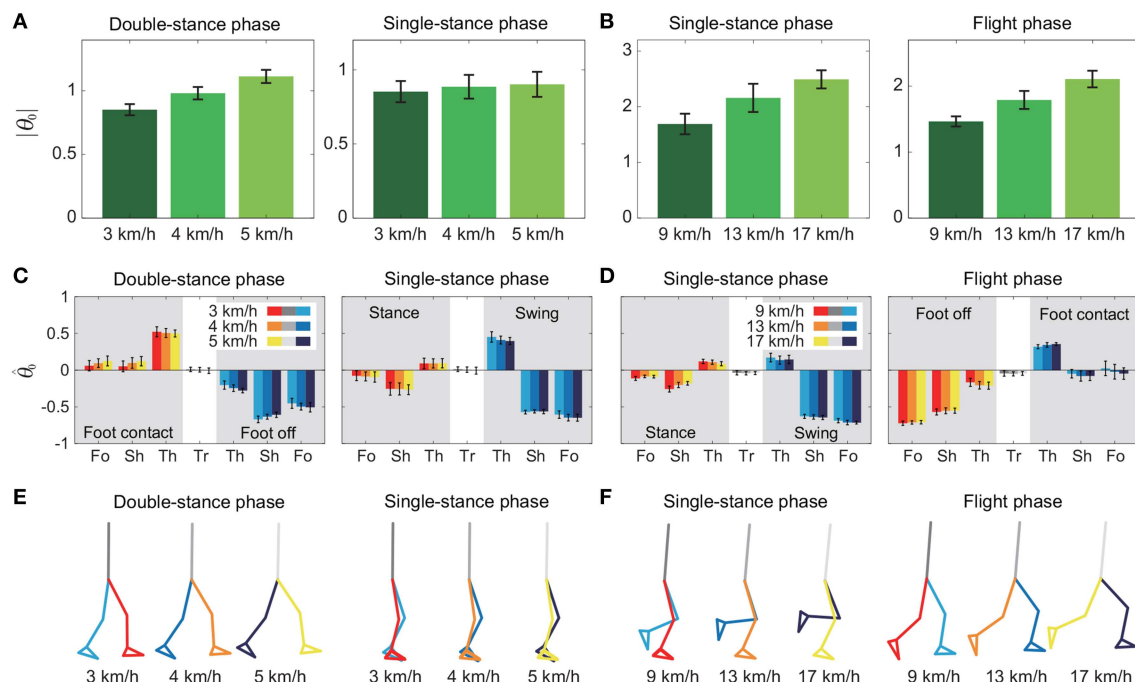 A
Double-stance phase
Single-stance phase
B
Single-stance phase
Flight phase
|θ₀|
1
0.5
0
3 km/h 4 km/h 5 km/h
1
0.5
0
3 km/h 4 km/h 5 km/h
3
2
1
0
9 km/h 13 km/h 17 km/h
2
1
0
9 km/h 13 km/h 17 km/h
C
Double-stance phase
Single-stance phase
D
Single-stance phase
Flight phase
θ̂₀
1
0.5
0
-0.5
-1
3 km/h
4 km/h
5 km/h
Foot contact
Foot off
Fo Sh Th Tr Th Sh Fo
Stance
Swing
Fo Sh Th Tr Th Sh Fo
9 km/h
13 km/h
17 km/h
Stance
Swing
Fo Sh Th Tr Th Sh Fo
Foot off
Foot contact
Fo Sh Th Tr Th Sh Fo
E
Double-stance phase
Single-stance phase
F
Single-stance phase
Flight phase
3 km/h 4 km/h 5 km/h
3 km/h 4 km/h 5 km/h
9 km/h 13 km/h 17 km/h
9 km/h 13 km/h 17 km/h